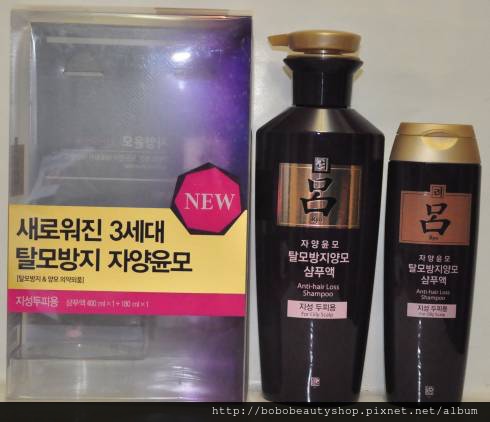 NEW
새로워진 3세대
탈모방지 자양윤모
[탈모방지 & 양모 의약외품]
지성두피용 샴푸액 400 ml×1+180 ml×1
呂
Ryo
자양윤모
탈모방지양모
샴푸액
Anti-hair Loss
Shampoo
지성 두피용
For Oily Scalp
呂
Ryo
자양윤모
탈모방지양모
샴푸액
Anti-hair Loss
Shampoo
지성 두피용
For Oily Scalp
http://bobobeautyshop.pixnet.net/album